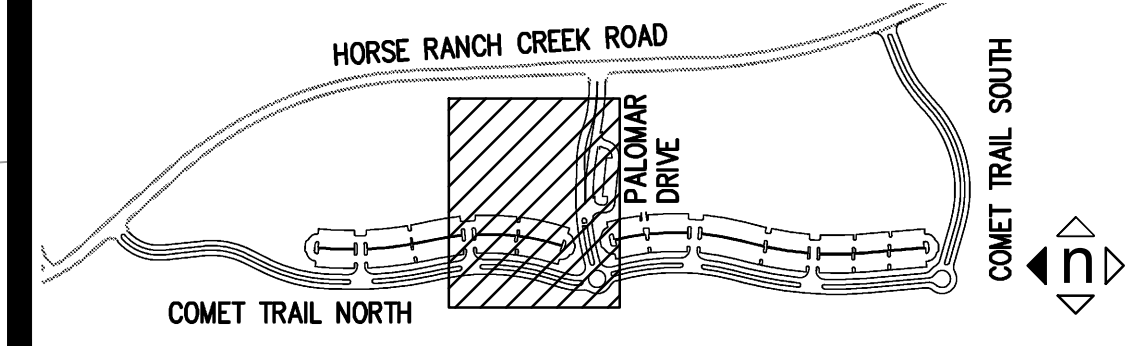 HORSE RANCH CREEK ROAD
PALOMAR
DRIVE
COMET TRAIL SOUTH
COMET TRAIL NORTH
n